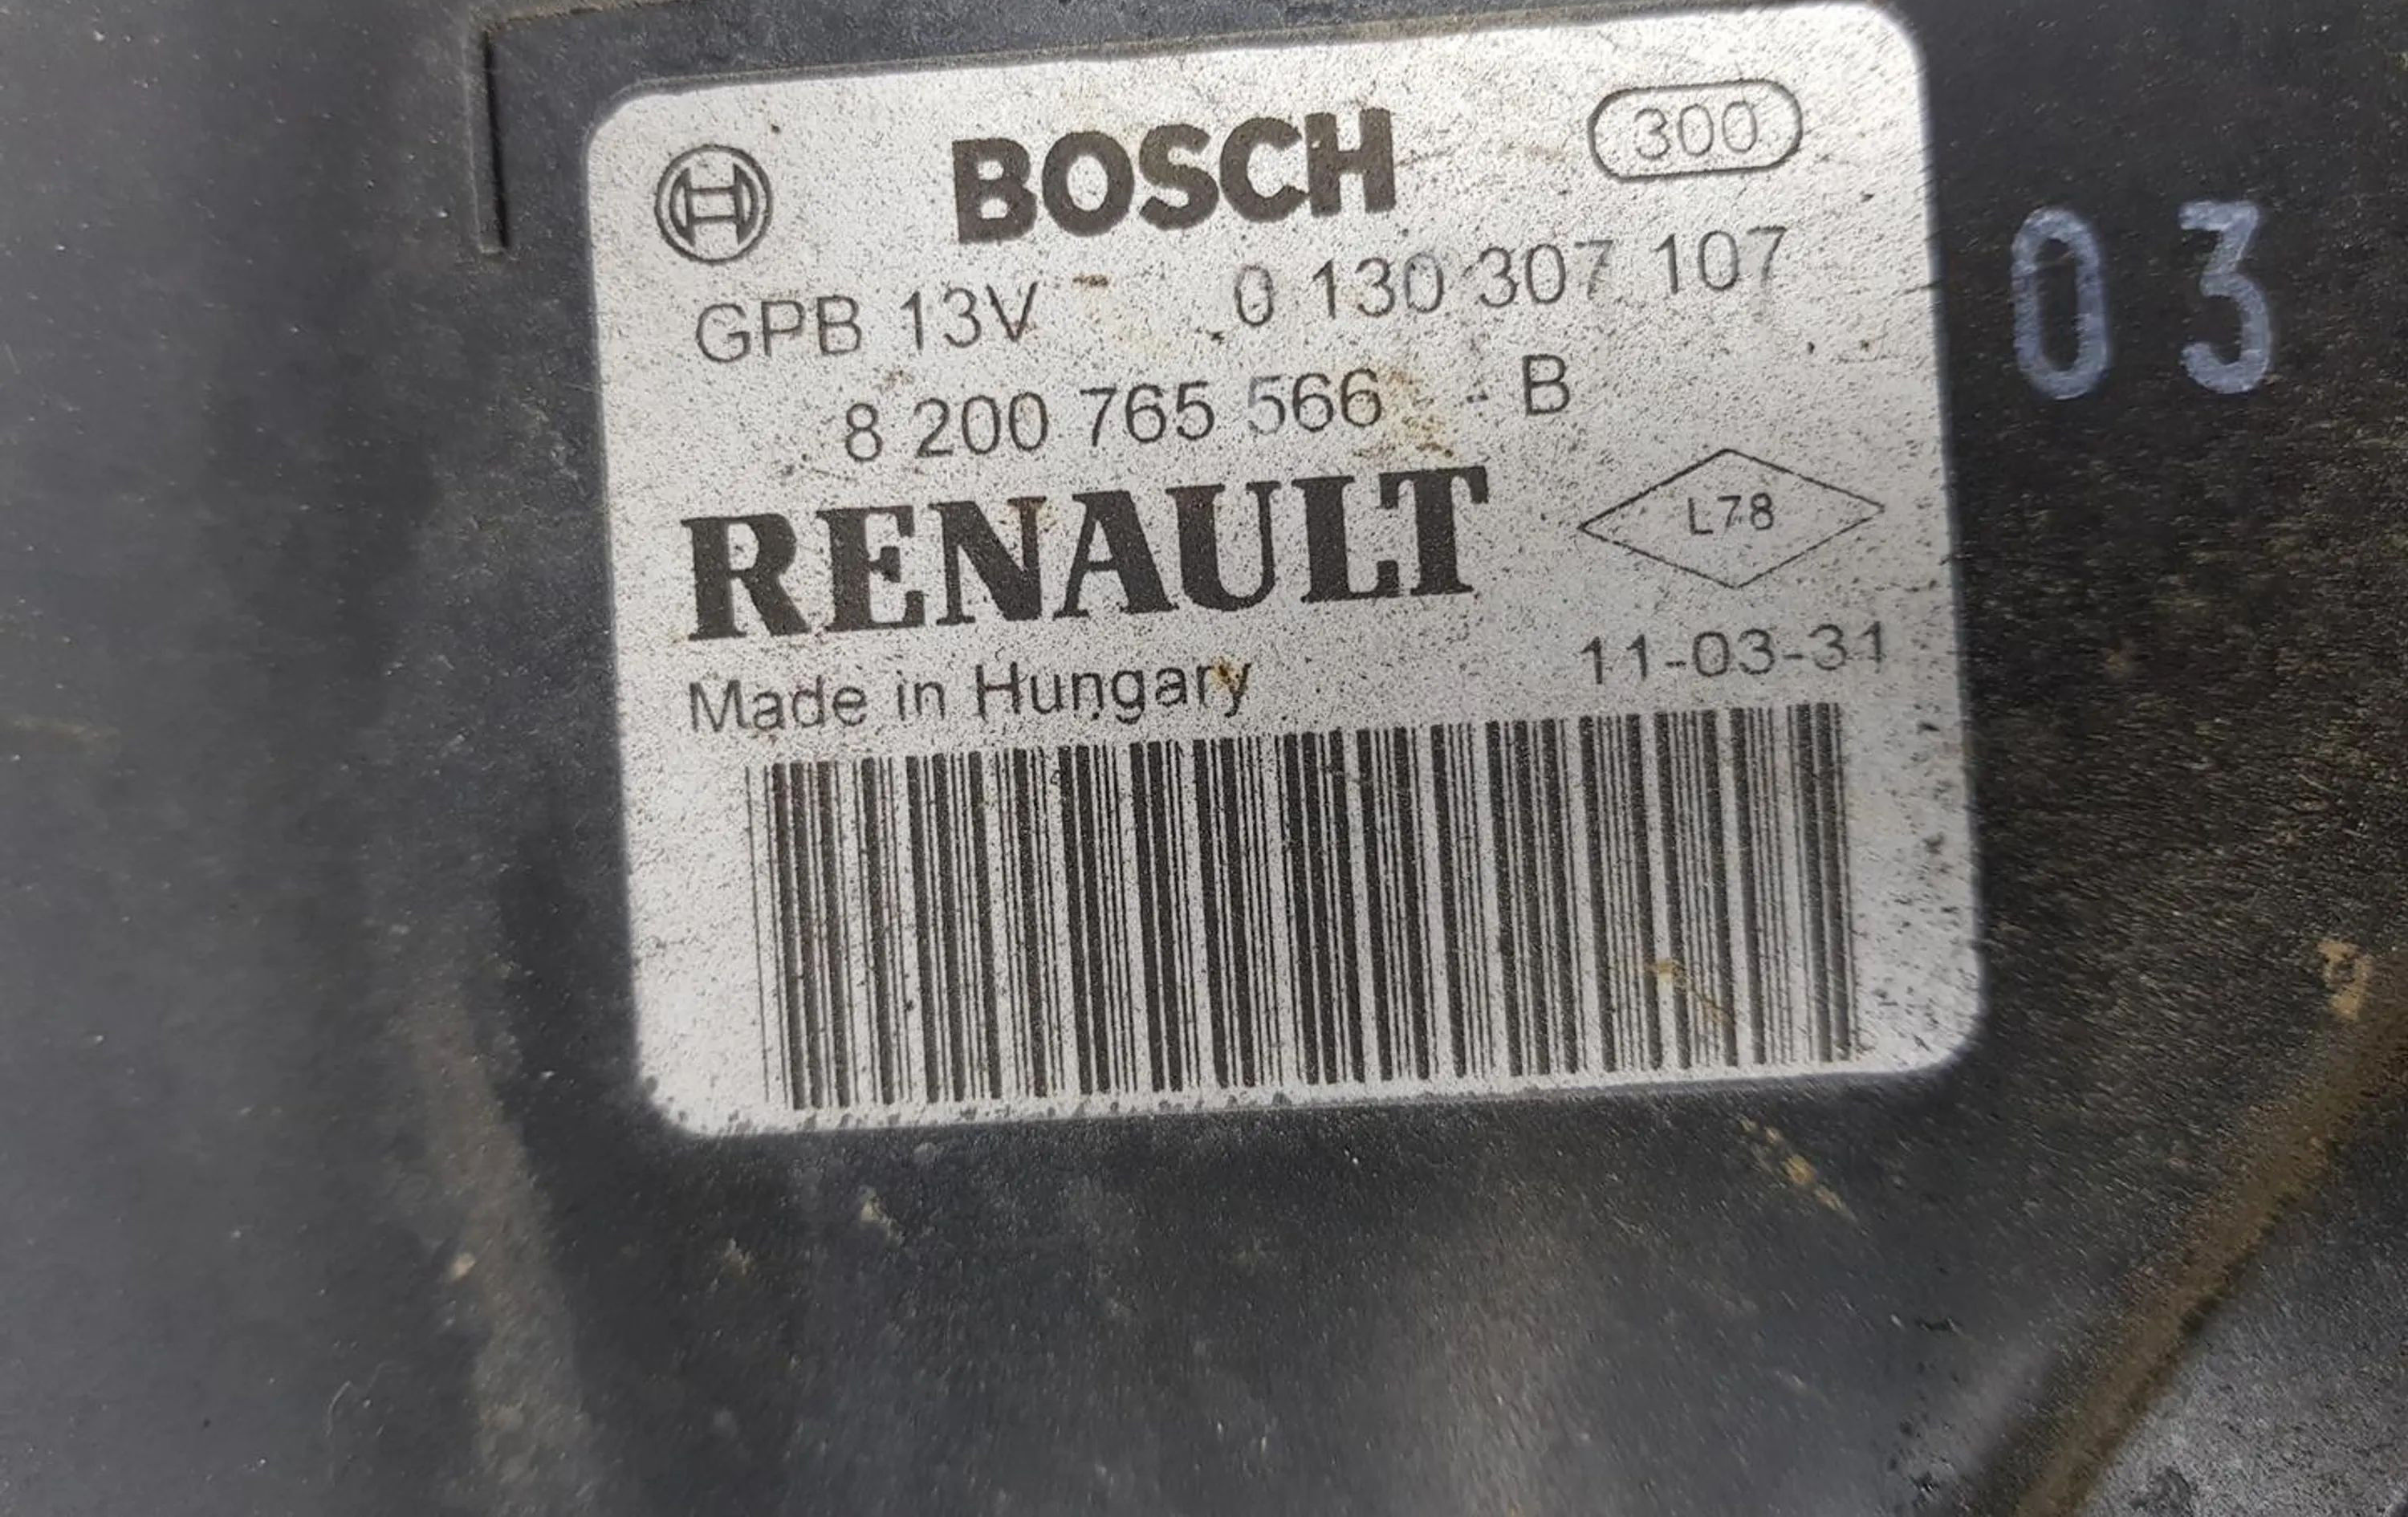 BOSCH 300
GPB 13V 0 130 307 107
8 200 765 566 - B
RENAULT L78
Made in Hungary 11-03-31
03